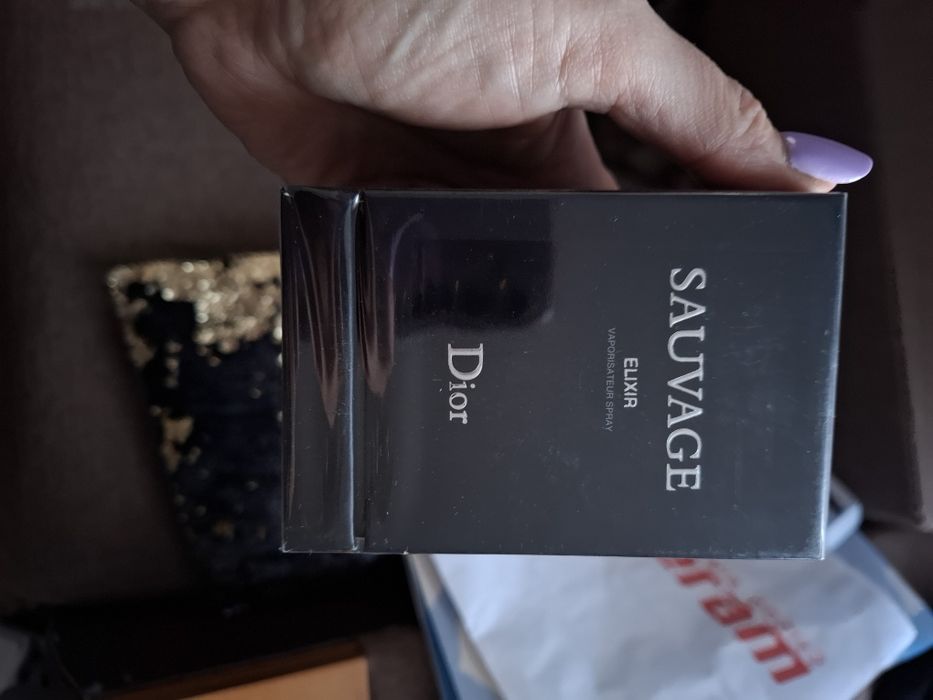 SAUVAGE
ELIXIR
VAPORISATEUR SPRAY
Dior